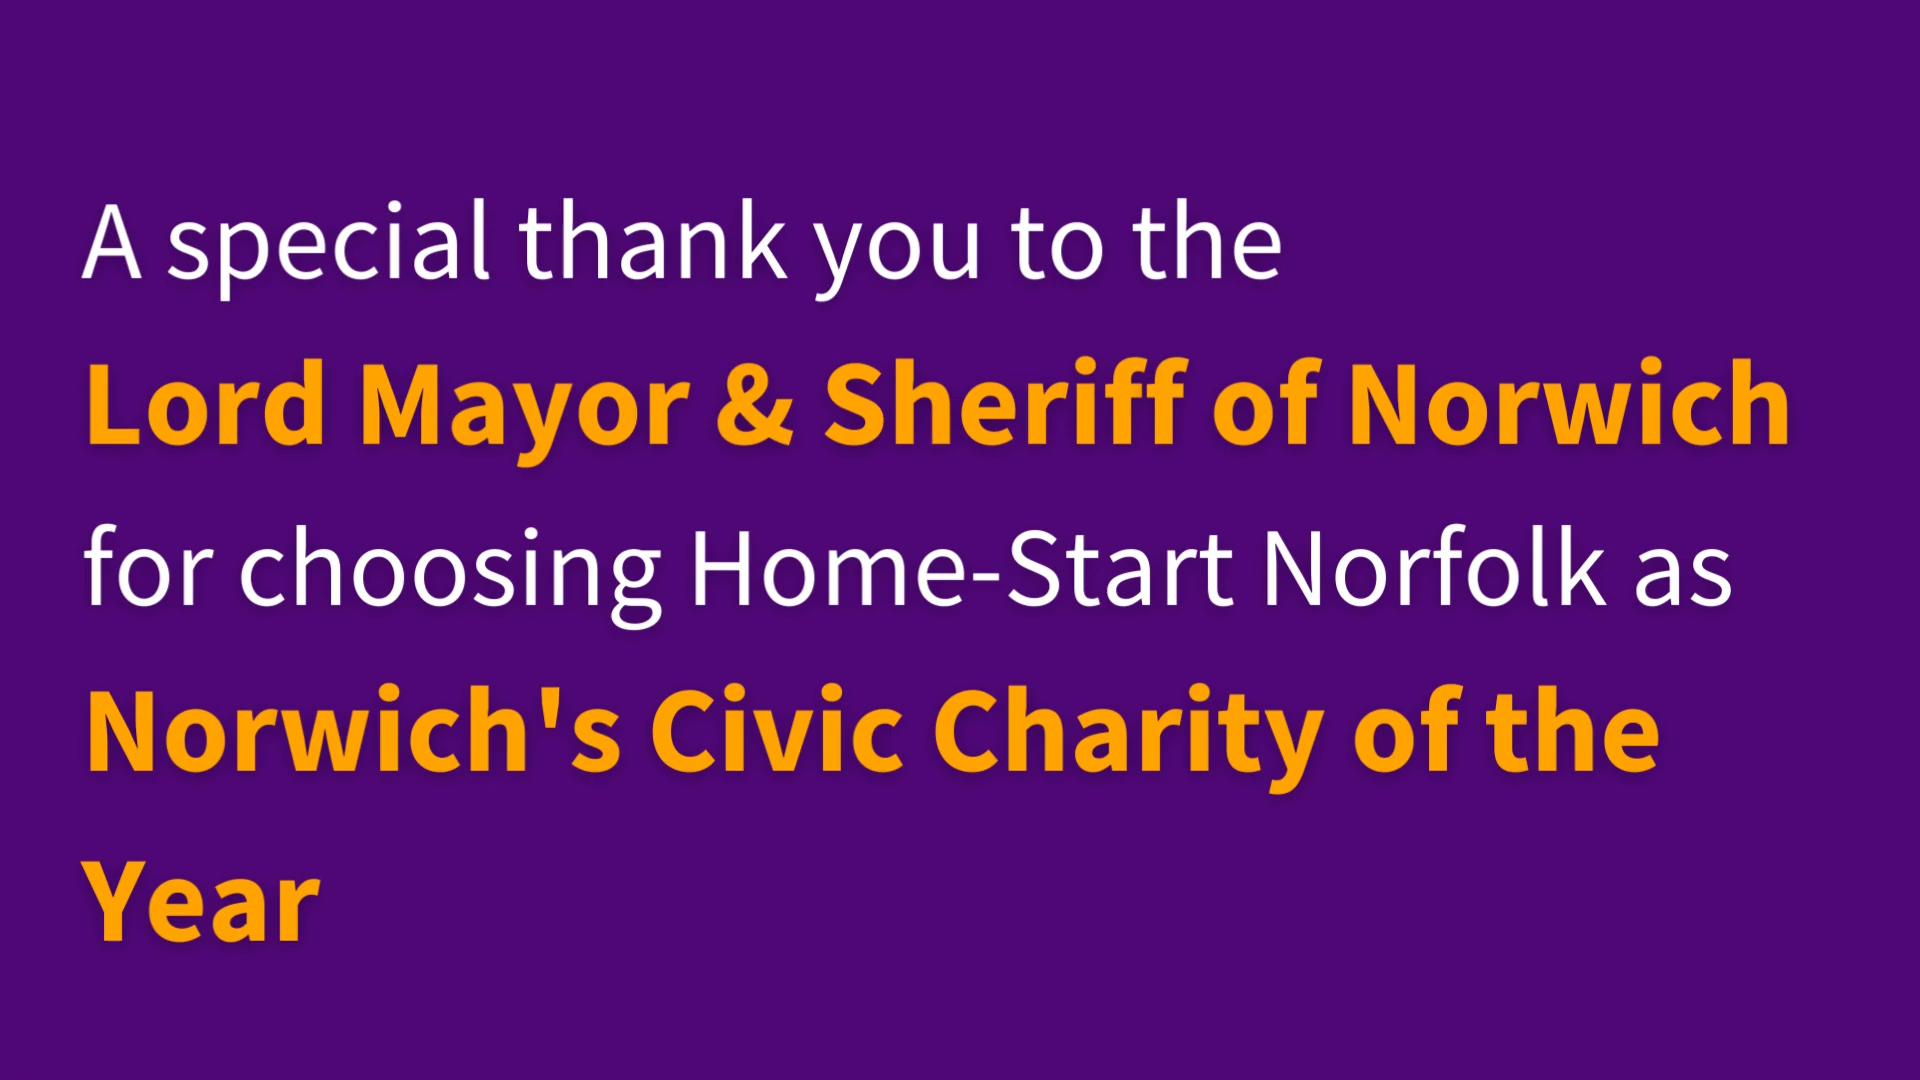 A special thank you to the
Lord Mayor & Sheriff of Norwich
for choosing Home-Start Norfolk as
Norwich's Civic Charity of the
Year